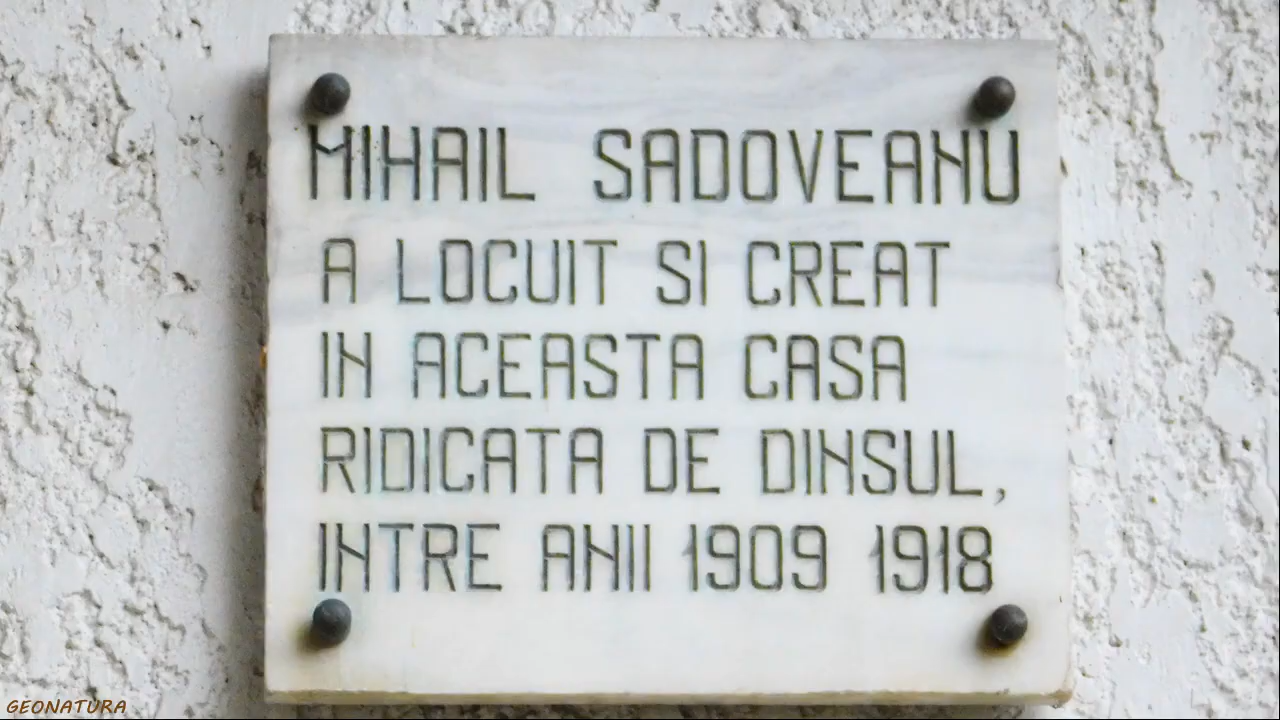 MIHAIL SADOVEANU
A LOCUIT SI CREAT
IN ACEASTA CASA
RIDICATA DE DINSUL,
INTRE ANII 1909 1918
GEONATURA